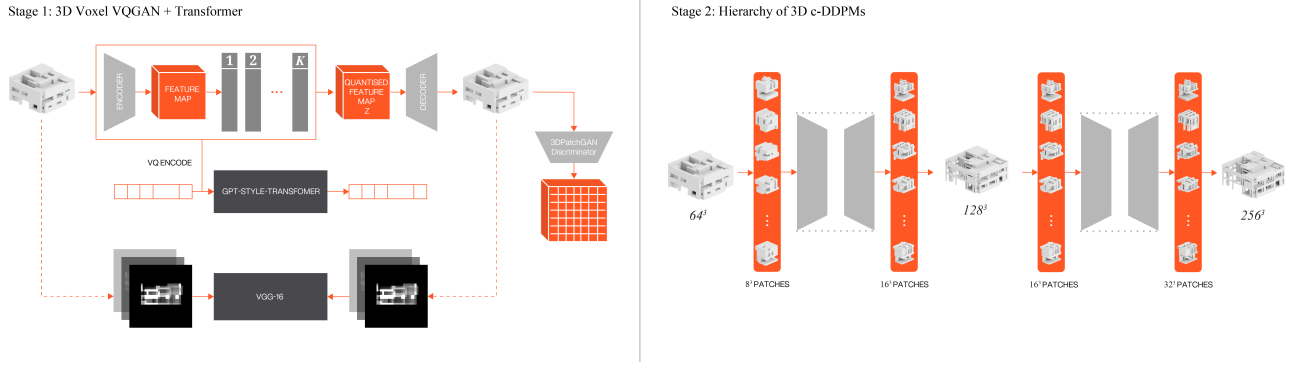 Stage 1: 3D Voxel VQGAN + Transformer
1
2
...
K
ENCODER
FEATURE
MAP
QUANTISED
FEATURE
MAP
Z
DECODER
3DPatchGAN
Discriminator
VQ ENCODE
GPT-STYLE-TRANSFOMER
VGG-16
Stage 2: Hierarchy of 3D c-DDPMs
64³
8³ PATCHES
16³ PATCHES
128³
16³ PATCHES
32³ PATCHES
256³